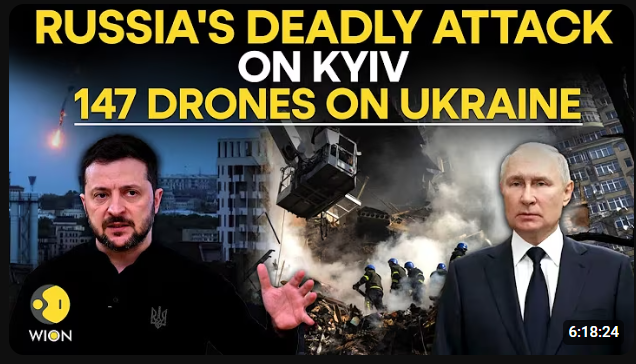 RUSSIA'S DEADLY ATTACK
ON KYIV
147 DRONES ON UKRAINE
WION
6:18:24